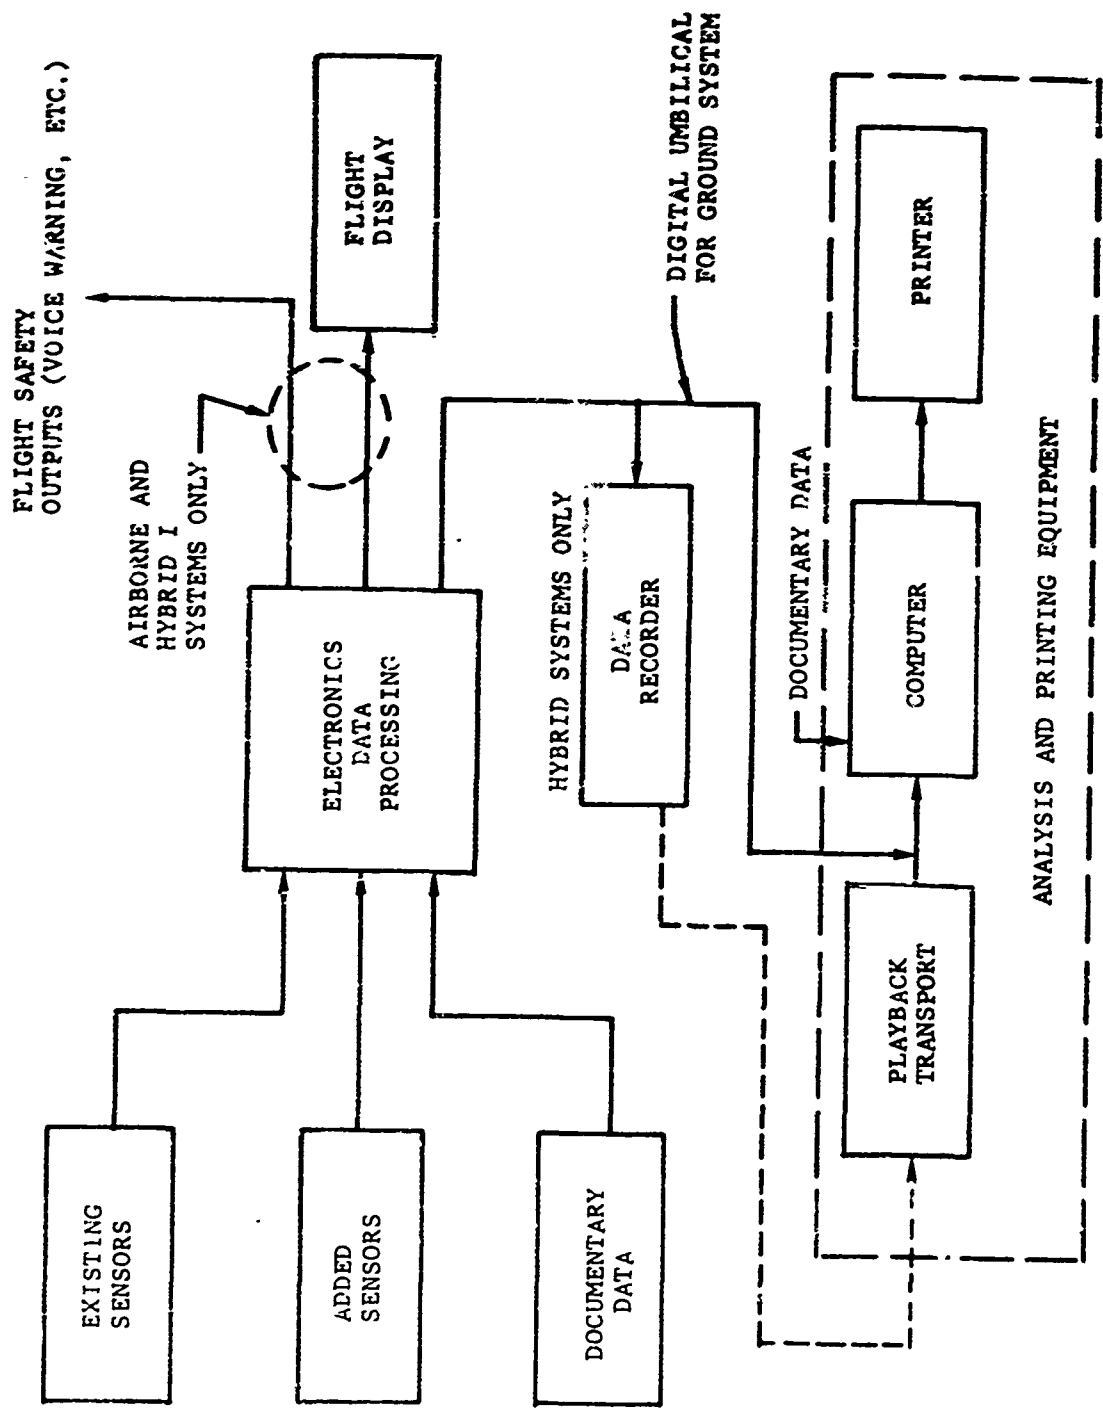 FLIGHT SAFETY
OUTPUTS (VOICE WARNING, ETC.)
AIRBORNE AND
HYBRID I
SYSTEMS ONLY
FLIGHT
DISPLAY
EXISTING
SENSORS
ADDED
SENSORS
DOCUMENTARY
DATA
ELECTRONICS
DATA
PROCESSING
HYBRID SYSTEMS ONLY
DATA
RECORDER
DIGITAL UMBILICAL
FOR GROUND SYSTEM
DOCUMENTARY DATA
PLAYBACK
TRANSPORT
COMPUTER
PRINTER
ANALYSIS AND PRINTING EQUIPMENT